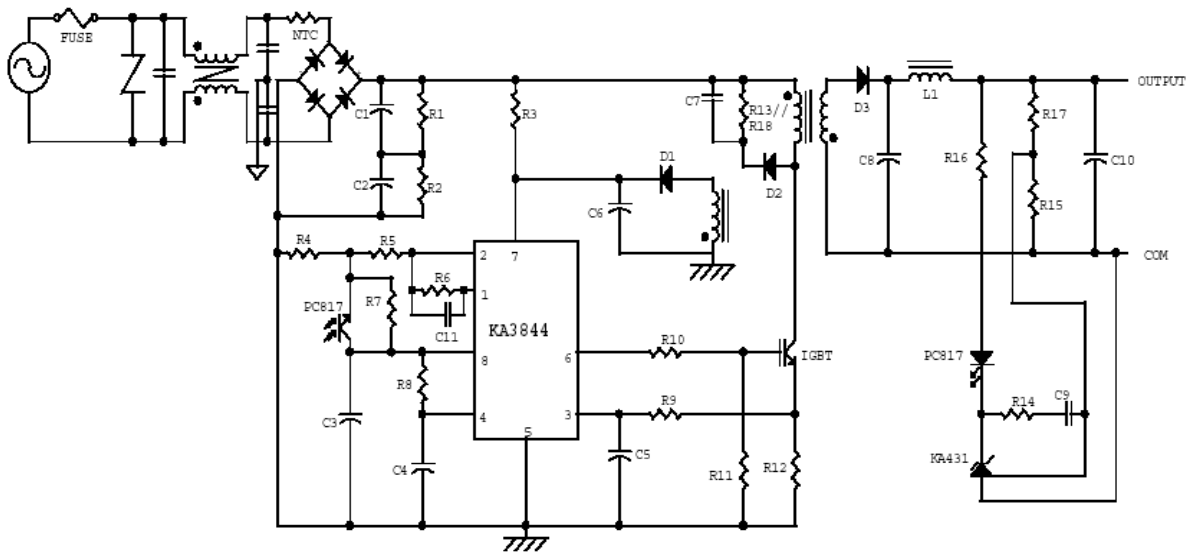 FUSE
NTC
C1
R1
R3
C7
R13//
R18
D3
L1
OUTPUT
R17
C2
R2
D1
D2
C8
R16
C10
C6
R15
R4
R5
2
7
COM
R6
1
PC817
R7
C11
KA3844
R10
IGBT
PC817
8
6
R8
R9
R14
C9
C3
4
3
C4
5
C5
R11
R12
KA431